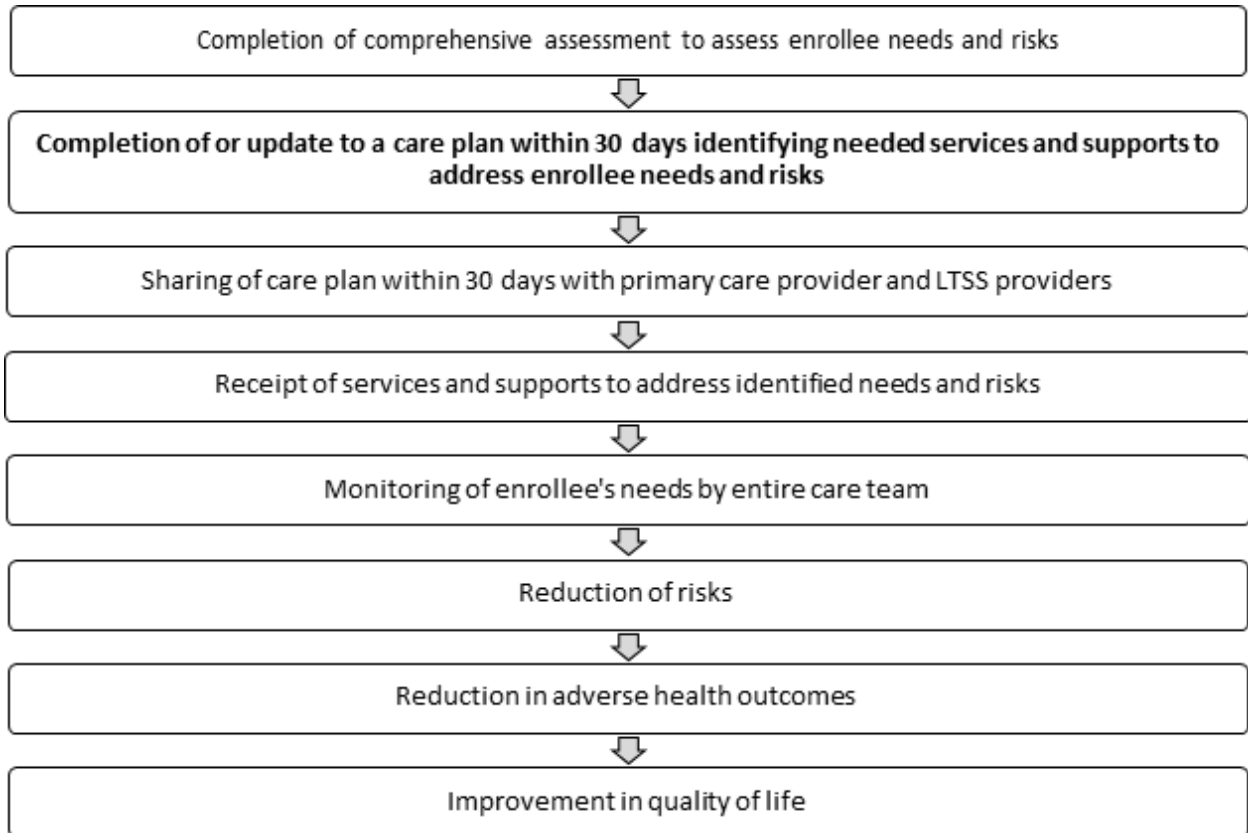 Completion of comprehensive assessment to assess enrollee needs and risks
Completion of or update to a care plan within 30 days identifying needed services and supports to
address enrollee needs and risks
Sharing of care plan within 30 days with primary care provider and LTSS providers
Receipt of services and supports to address identified needs and risks
Monitoring of enrollee's needs by entire care team
Reduction of risks
Reduction in adverse health outcomes
Improvement in quality of life